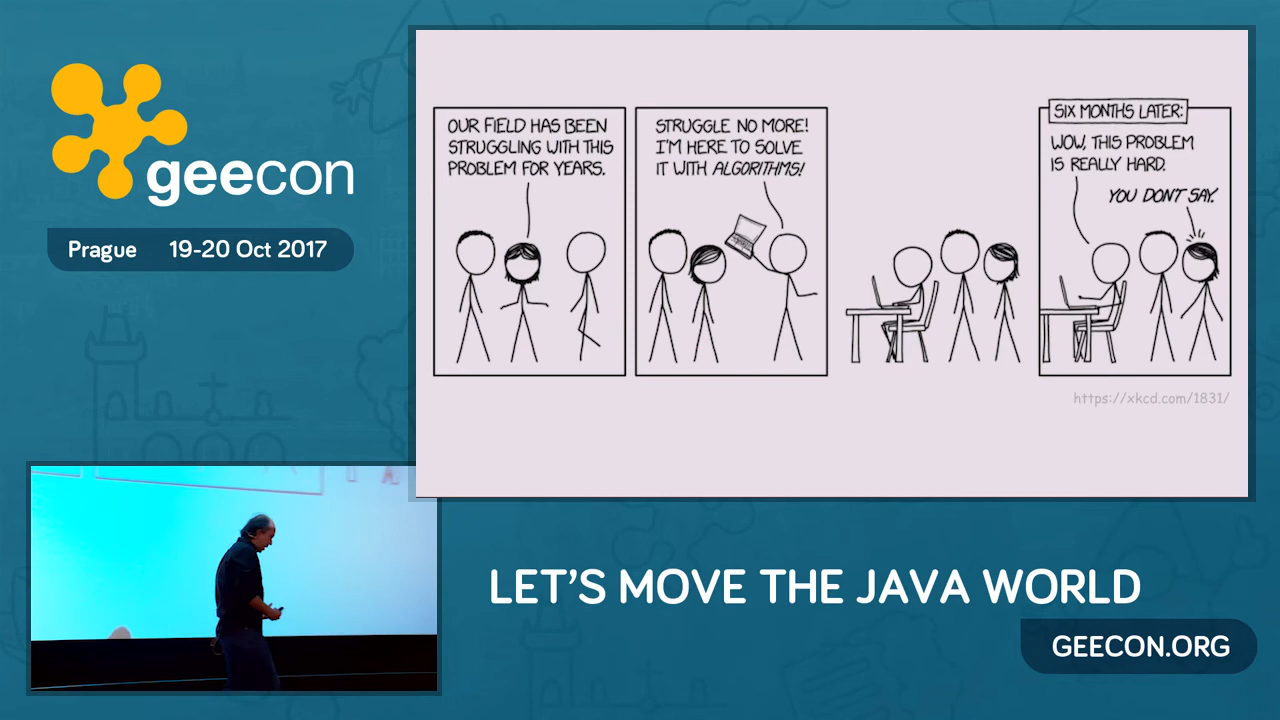 geecon
Prague 19-20 Oct 2017
OUR FIELD HAS BEEN
STRUGGLING WITH THIS
PROBLEM FOR YEARS.
STRUGGLE NO MORE!
I'M HERE TO SOLVE
IT WITH ALGORITHMS!
SIX MONTHS LATER:
WOW, THIS PROBLEM
IS REALLY HARD.
YOU DON'T SAY.
https://xkcd.com/1831/
LET'S MOVE THE JAVA WORLD
GEECON.ORG